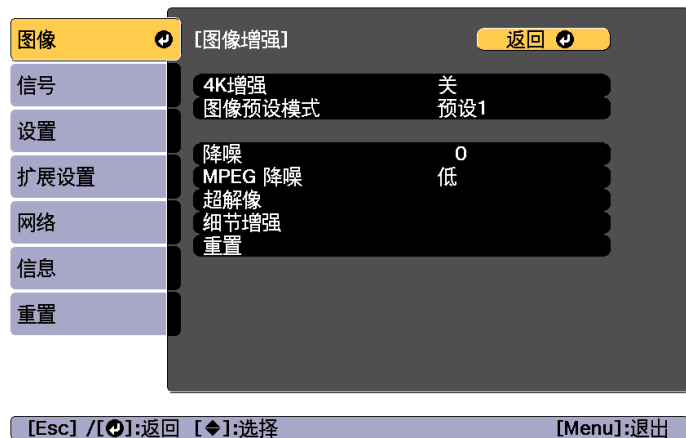 图像
信号
设置
扩展设置
网络
信息
重置
[图像增强] 返回
4K增强 关
图像预设模式 预设1
降噪 0
MPEG 降噪 低
超解像
细节增强
重置
[Esc] /[]:返回 []:选择 [Menu]:退出